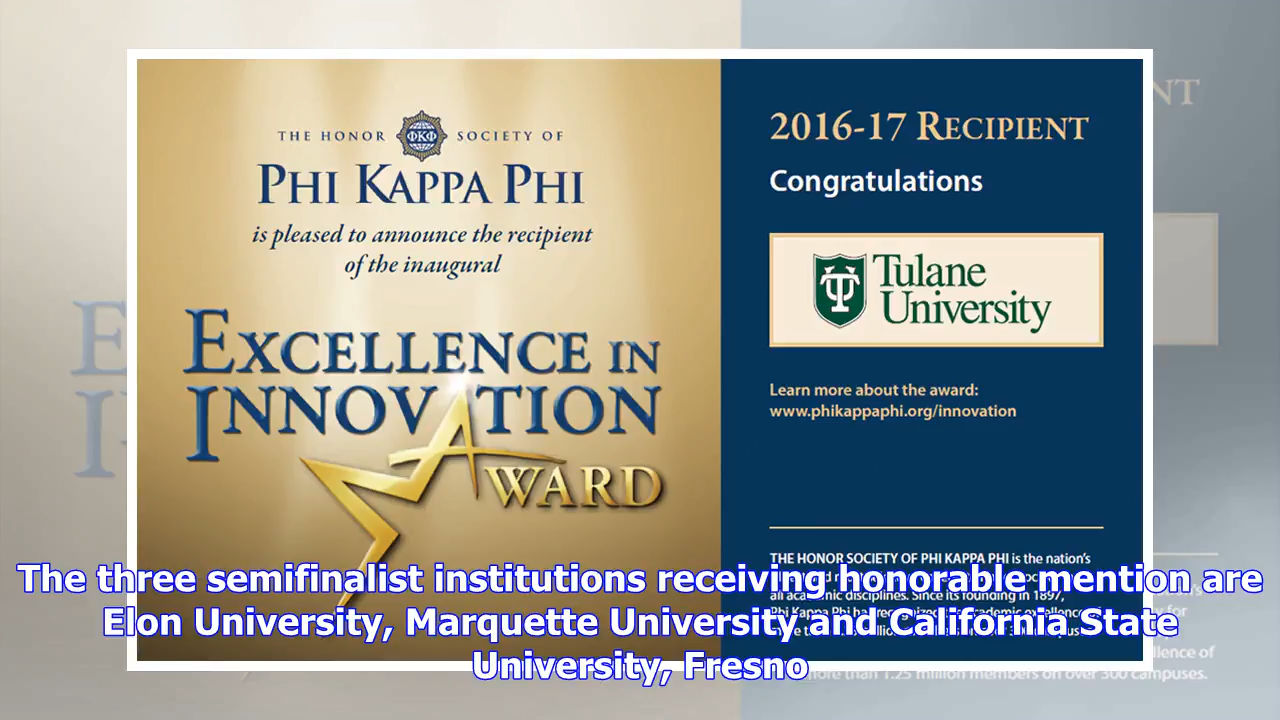 THE HONOR SOCIETY OF
ΦΚΦ
PHI KAPPA PHI
is pleased to announce the recipient
of the inaugural
EXCELLENCE IN
INNOVATION
AWARD
2016-17 RECIPIENT
Congratulations
Tulane
University
Learn more about the award:
www.phikappaphi.org/innovation
THE HONOR SOCIETY OF PHI KAPPA PHI is the nation's
all academic disciplines. Since its founding in 1897,
The three semifinalist institutions receiving honorable mention are
Elon University, Marquette University and California State
University, Fresno
NT
E
I
for
llence of
more than 1.25 million members on over 300 campuses.